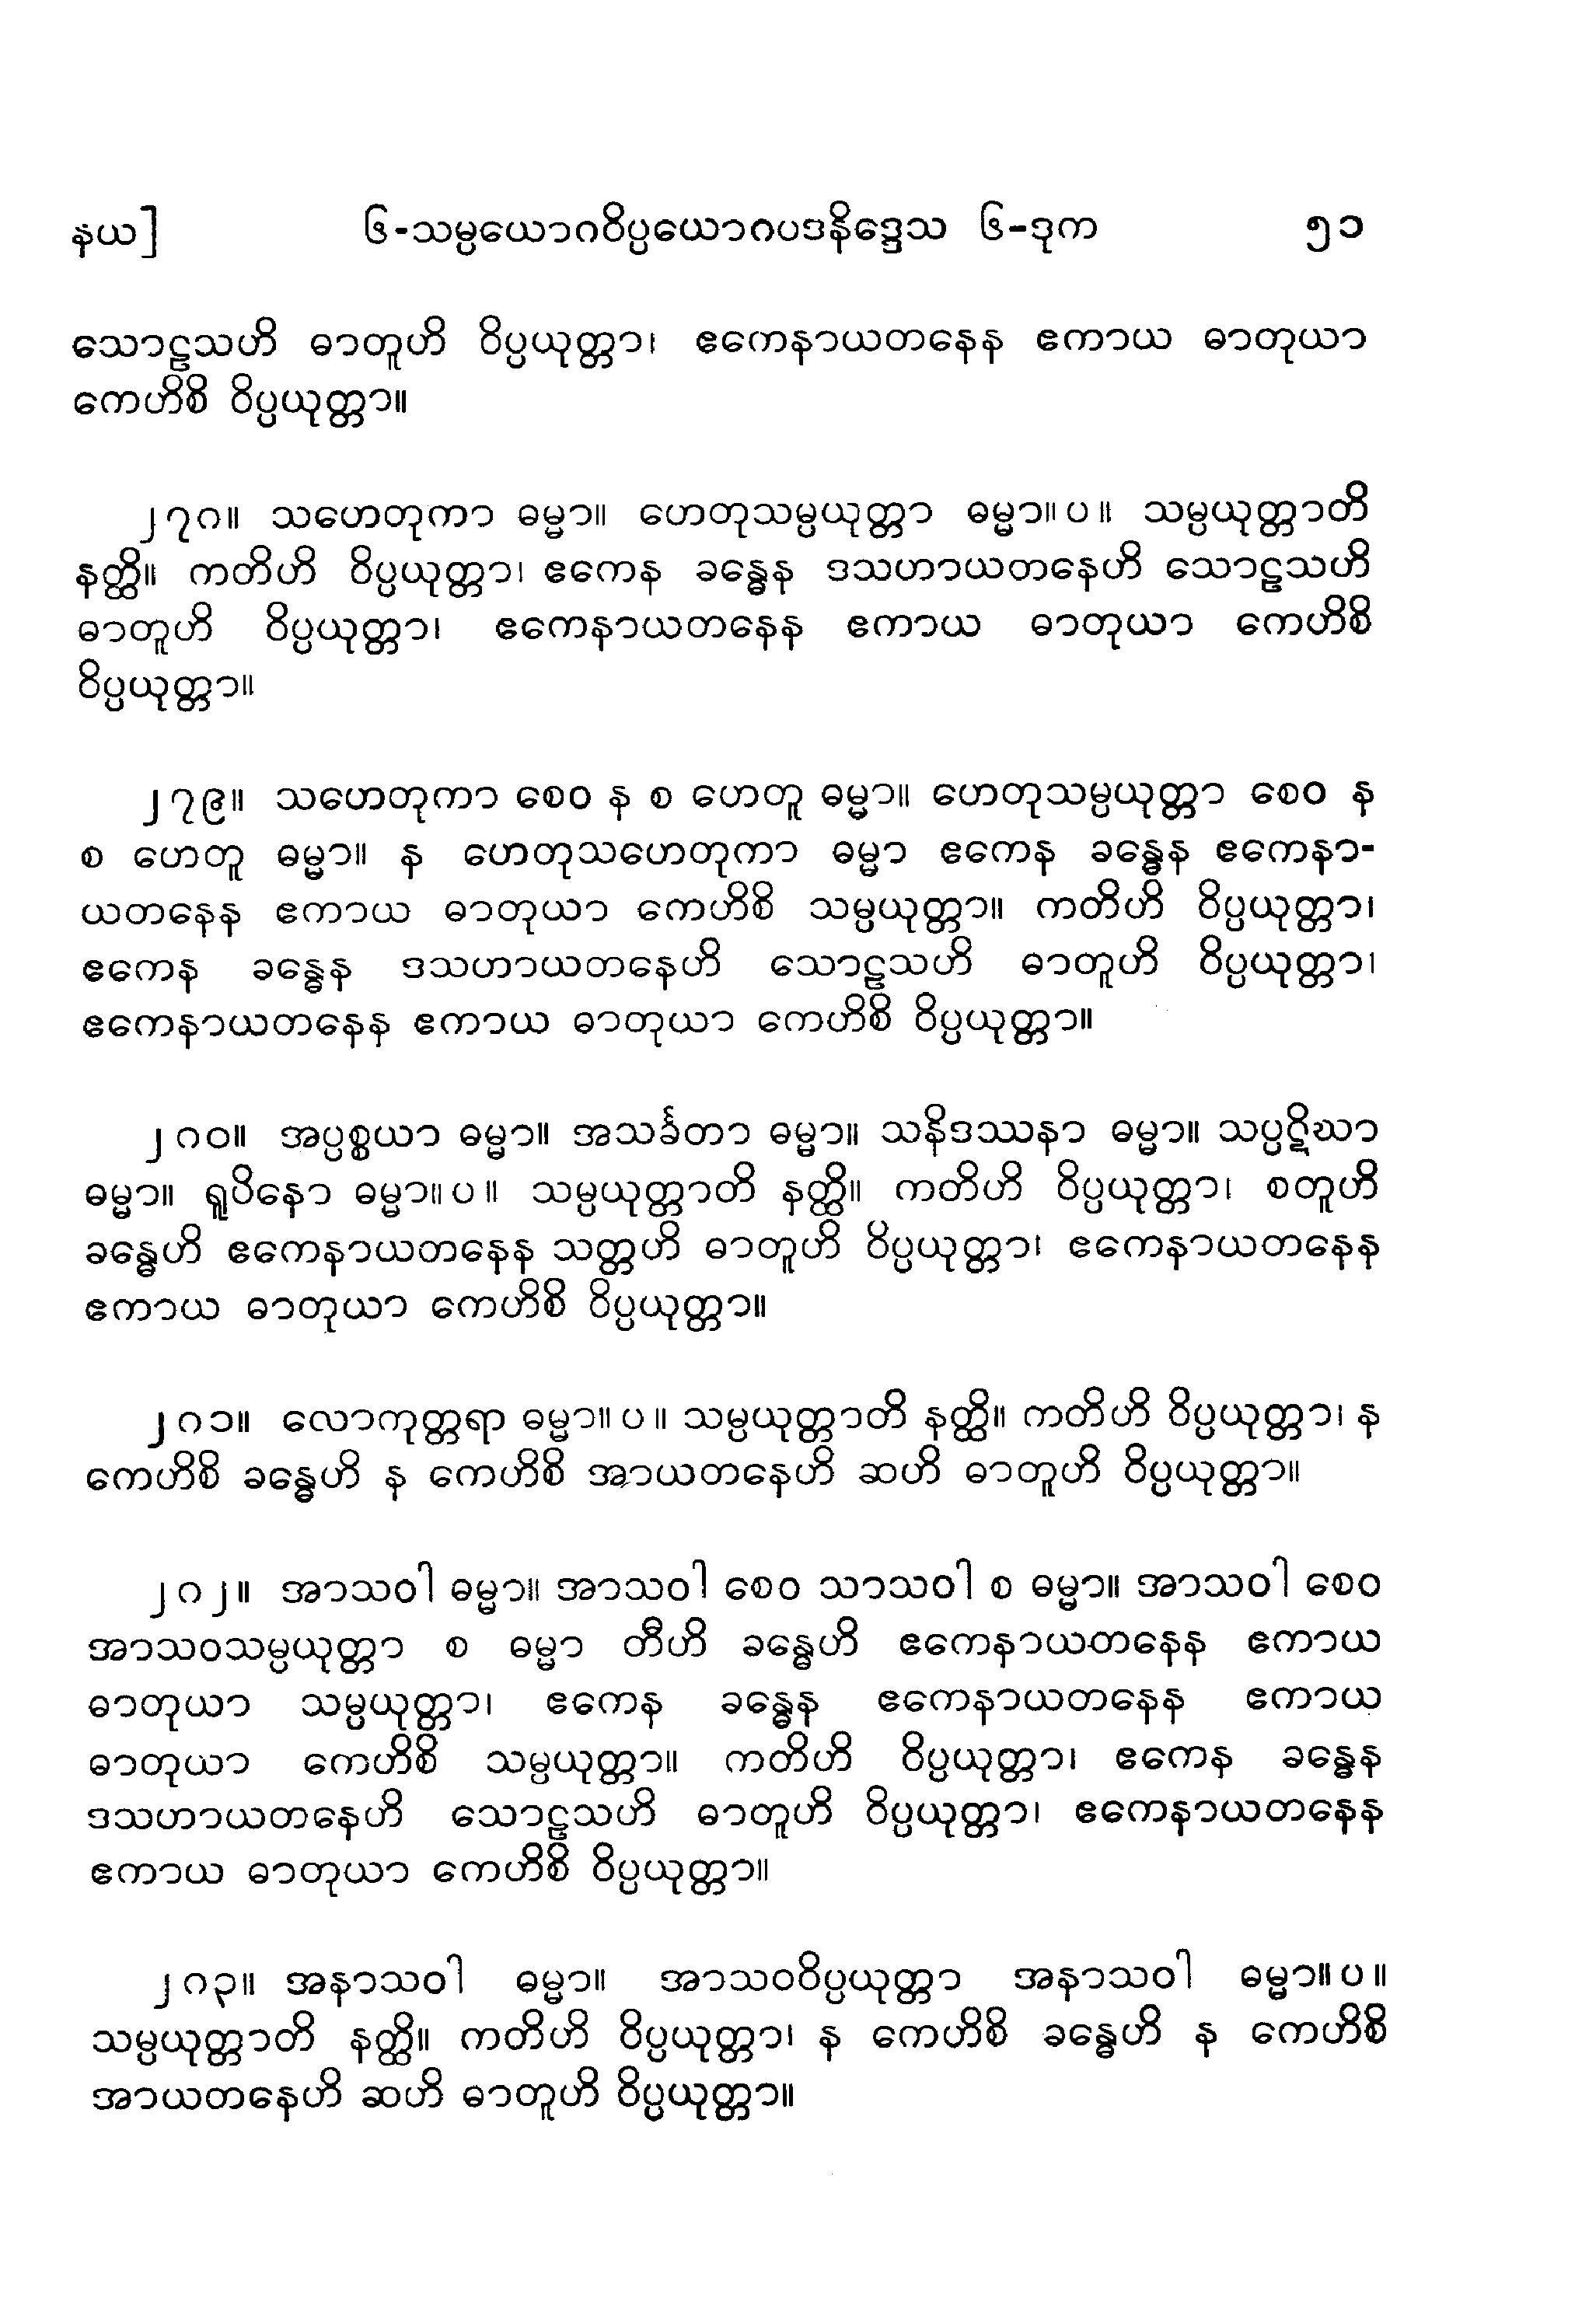 နယ] ၆-သမ္ပယောဂဝိပ္ပယောဂပဒနိဒ္ဒေသ ၆-ဒုက ၅၁
သောဠသဟိ ဓာတူဟိ ဝိပ္ပယုတ္တာ၊ ဧကေနာယတနေန ဧကာယ ဓာတုယာ
ကေဟိစိ ဝိပ္ပယုတ္တာ။
၂၇၈။ သဟေတုကာ ဓမ္မာ။ ဟေတုသမ္ပယုတ္တာ ဓမ္မာ။ပ။ သမ္ပယုတ္တာတိ
နတ္ထိ။ ကတိဟိ ဝိပ္ပယုတ္တာ၊ ဧကေန ခန္ဓေန ဒသဟာယတနေဟိ သောဠသဟိ
ဓာတူဟိ ဝိပ္ပယုတ္တာ၊ ဧကေနာယတနေန ဧကာယ ဓာတုယာ ကေဟိစိ
ဝိပ္ပယုတ္တာ။
၂၇၉။ သဟေတုကာ စေဝ န စ ဟေတူ ဓမ္မာ။ ဟေတုသမ္ပယုတ္တာ စေဝ န
စ ဟေတူ ဓမ္မာ။ န ဟေတုသဟေတုကာ ဓမ္မာ ဧကေန ခန္ဓေန ဧကေနာ-
ယတနေန ဧကာယ ဓာတုယာ ကေဟိစိ သမ္ပယုတ္တာ။ ကတိဟိ ဝိပ္ပယုတ္တာ၊
ဧကေန ခန္ဓေန ဒသဟာယတနေဟိ သောဠသဟိ ဓာတူဟိ ဝိပ္ပယုတ္တာ၊
ဧကေနာယတနေန ဧကာယ ဓာတုယာ ကေဟိစိ ဝိပ္ပယုတ္တာ။
၂၈၀။ အပ္ပစ္စယာ ဓမ္မာ။ အသင်္ခတာ ဓမ္မာ။ သနိဒဿနာ ဓမ္မာ။ သပ္ပဋိဃာ
ဓမ္မာ။ ရူပိနော ဓမ္မာ။ပ။ သမ္ပယုတ္တာတိ နတ္ထိ။ ကတိဟိ ဝိပ္ပယုတ္တာ၊ စတူဟိ
ခန္ဓေဟိ ဧကေနာယတနေန သတ္တဟိ ဓာတူဟိ ဝိပ္ပယုတ္တာ၊ ဧကေနာယတနေန
ဧကာယ ဓာတုယာ ကေဟိစိ ဝိပ္ပယုတ္တာ။
၂၈၁။ လောကုတ္တရာ ဓမ္မာ။ပ။ သမ္ပယုတ္တာတိ နတ္ထိ။ ကတိဟိ ဝိပ္ပယုတ္တာ၊ န
ကေဟိစိ ခန္ဓေဟိ န ကေဟိစိ အာယတနေဟိ ဆဟိ ဓာတူဟိ ဝိပ္ပယုတ္တာ။
၂၈၂။ အာသဝါ ဓမ္မာ။ အာသဝါ စေဝ သာသဝါ စ ဓမ္မာ။ အာသဝါ စေဝ
အာသဝသမ္ပယုတ္တာ စ ဓမ္မာ တီဟိ ခန္ဓေဟိ ဧကေနာယတနေန ဧကာယ
ဓာတုယာ သမ္ပယုတ္တာ၊ ဧကေန ခန္ဓေန ဧကေနာယတနေန ဧကာယ
ဓာတုယာ ကေဟိစိ သမ္ပယုတ္တာ။ ကတိဟိ ဝိပ္ပယုတ္တာ၊ ဧကေန ခန္ဓေန
ဒသဟာယတနေဟိ သောဠသဟိ ဓာတူဟိ ဝိပ္ပယုတ္တာ၊ ဧကေနာယတနေန
ဧကာယ ဓာတုယာ ကေဟိစိ ဝိပ္ပယုတ္တာ။
၂၈၃။ အနာသဝါ ဓမ္မာ။ အာသဝဝိပ္ပယုတ္တာ အနာသဝါ ဓမ္မာ။ပ။
သမ္ပယုတ္တာတိ နတ္ထိ။ ကတိဟိ ဝိပ္ပယုတ္တာ၊ န ကေဟိစိ ခန္ဓေဟိ န ကေဟိစိ
အာယတနေဟိ ဆဟိ ဓာတူဟိ ဝိပ္ပယုတ္တာ။